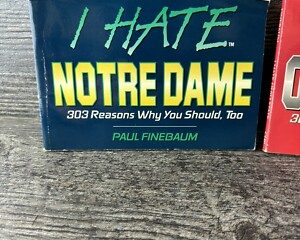 I HATE™
NOTRE DAME
303 Reasons Why You Should, Too
PAUL FINEBAUM